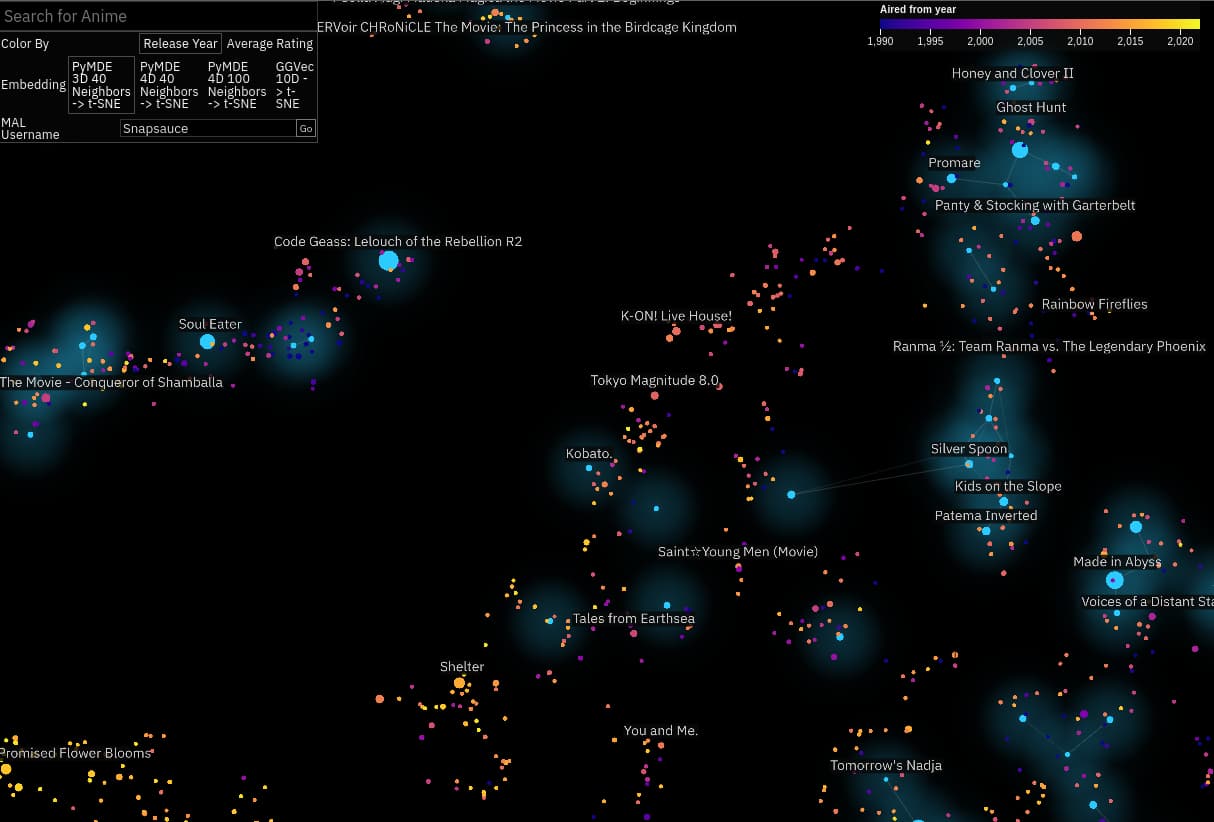 Search for Anime
Color By
Release Year
Average Rating
Embedding
PyMDE
3D 40
Neighbors
-> t-SNE
PyMDE
4D 40
Neighbors
-> t-SNE
PyMDE
4D 100
Neighbors
-> t-SNE
GGVec
10D -
> t-
SNE
MAL
Username
Snapsauce
Go
ERVoir CHRoNiCLE The Movie: The Princess in the Birdcage Kingdom
Aired from year
1,990 1,995 2,000 2,005 2,010 2,015 2,020
Honey and Clover II
Ghost Hunt
Promare
Panty & Stocking with Garterbelt
Code Geass: Lelouch of the Rebellion R2
Rainbow Fireflies
K-ON! Live House!
Soul Eater
Ranma ½: Team Ranma vs. The Legendary Phoenix
The Movie - Conqueror of Shamballa
Tokyo Magnitude 8.0
Kobato.
Silver Spoon
Kids on the Slope
Patema Inverted
Saint☆Young Men (Movie)
Made in Abyss
Voices of a Distant Sta
Tales from Earthsea
Shelter
You and Me.
Promised Flower Blooms
Tomorrow's Nadja